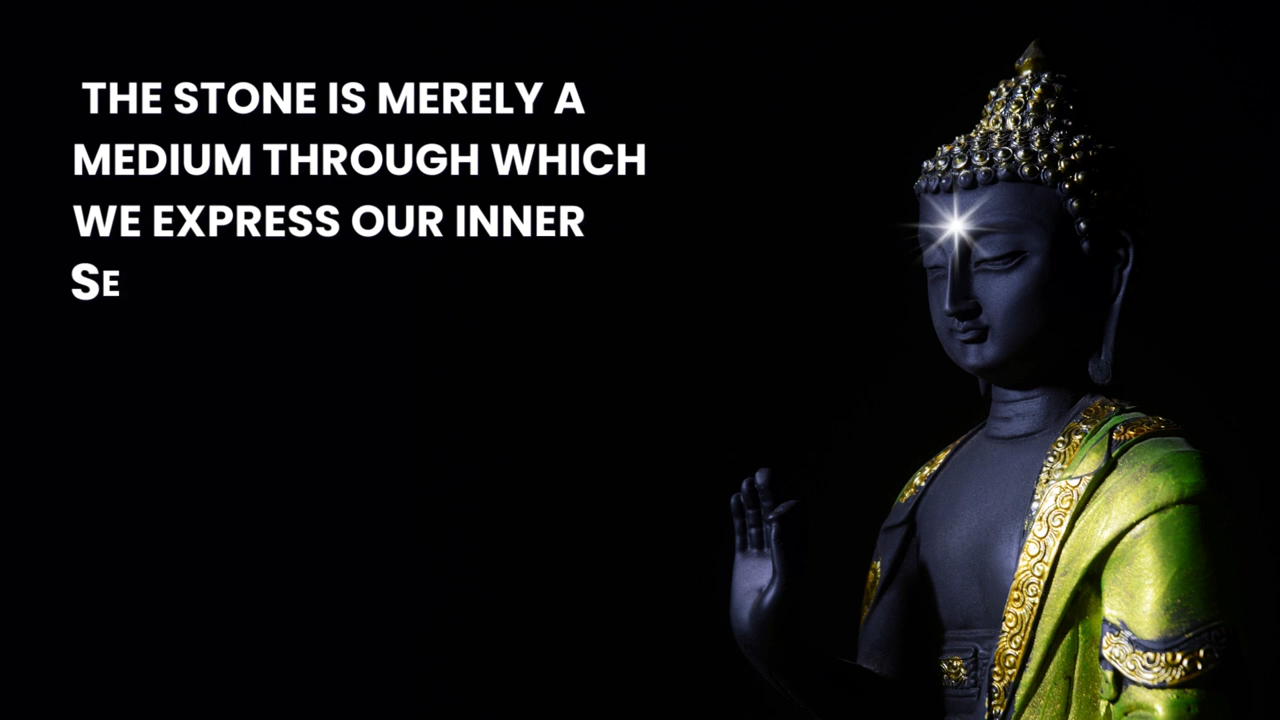 THE STONE IS MERELY A
MEDIUM THROUGH WHICH
WE EXPRESS OUR INNER
SE